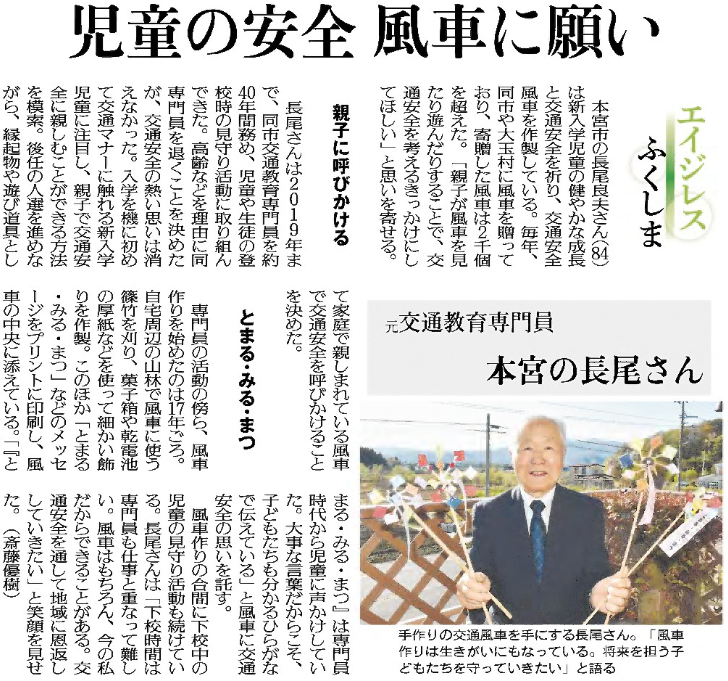 児童の安全 風車に願い
エイジレス
ふくしま
本宮市の長尾良夫さん(84)
は新入学児童の健やかな成長
と交通安全を祈り、交通安全
風車を作製している。毎年、
同市や大玉村に風車を贈って
おり、寄贈した風車は2千個
を超えた。「親子が風車を見
たり遊んだりすることで、交
通安全を考えるきっかけにし
てほしい」と思いを寄せる。
親子に呼びかける
長尾さんは2019年ま
で、同市交通教育専門員を約
40年間務め、児童や生徒の登
校時の見守り活動に取り組ん
できた。高齢などを理由に同
専門員を退くことを決めた
が、交通安全の熱い思いは消
えなかった。入学を機に初め
て交通マナーに触れる新入学
児童に注目し、親子で交通安
全に親しむことができる方法
を模索。後任の人選を進めな
がら、縁起物や遊び道具とし
て家庭で親しまれている風車
で交通安全を呼びかけること
を決めた。
とまる・みる・まつ
専門員の活動の傍ら、風車
作りを始めたのは17年ごろ。
自宅周辺の山林で風車に使う
篠竹を刈り、菓子箱や乾電池
の厚紙などを使って細かい飾
りを作製。このほか「とまる
・みる・まつ」などのメッセ
ージをプリントに印刷し、風
車の中央に添えている。「『と
まる・みる・まつ』は専門員
時代から児童に声かけしてい
た。大事な言葉だからこそ、
子どもたちも分かるひらがな
で伝えている」と風車に交通
安全の思いを託す。
風車作りの合間に下校中の
児童の見守り活動も続けてい
る。長尾さんは「下校時間は
専門員も仕事と重なって難し
い。風車はもちろん、今の私
だからできることがある。交
通安全を通して地域に恩返し
していきたい」と笑顔を見せ
た。(斎藤優樹)
元交通教育専門員
本宮の長尾さん
手作りの交通風車を手にする長尾さん。「風車
作りは生きがいにもなっている。将来を担う子
どもたちを守っていきたい」と語る